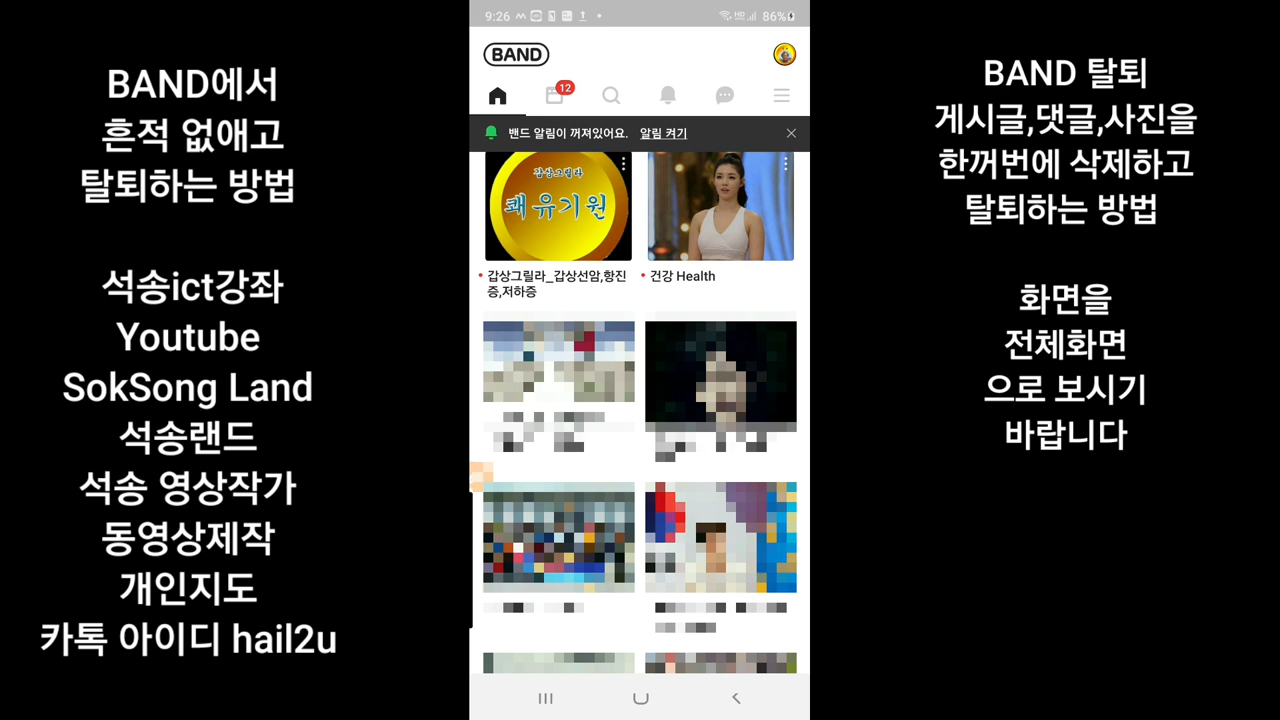 BAND에서
흔적 없애고
탈퇴하는 방법
석송ict강좌
Youtube
SokSong Land
석송랜드
석송 영상작가
동영상제작
개인지도
카톡 아이디 hail2u
9:26
HD
86%
BAND
12
밴드 알림이 꺼져있어요. 알림 켜기
갑상그릴라
쾌유기원
갑상그릴라_갑상선암,항진
증,저하증
건강 Health
BAND 탈퇴
게시글,댓글,사진을
한꺼번에 삭제하고
탈퇴하는 방법
화면을
전체화면
으로 보시기
바랍니다